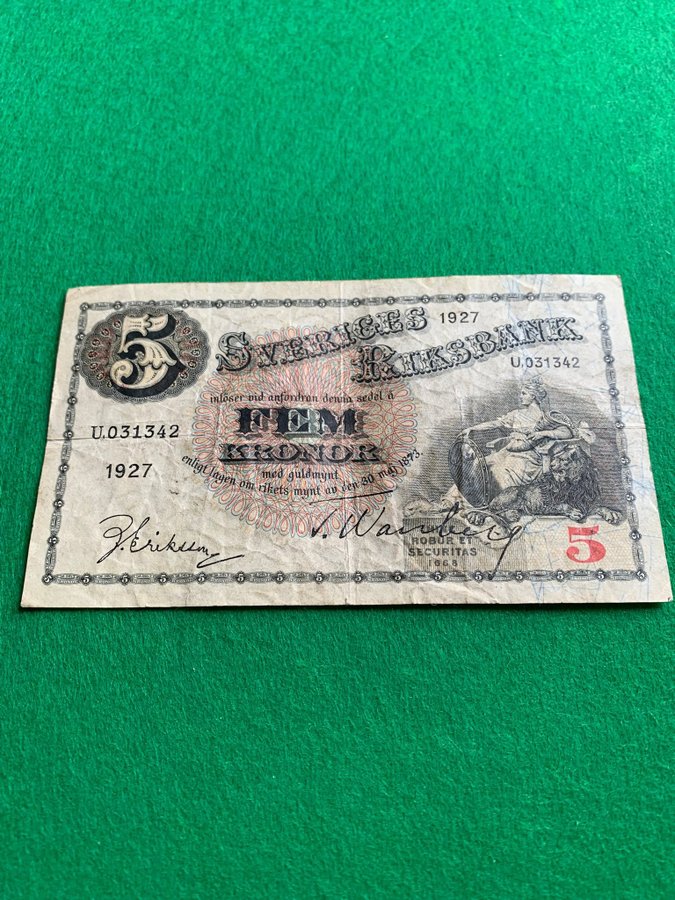 5
SVERIGES 1927
RIKSBANK
U.031342
inlöser vid anfordran denna sedel å
FEM
KRONOR
U.031342
1927
med guldmynt
enligt lagen om rikets mynt av den 30 maj 1873.
ROBUR ET
SECURITAS
1668
5